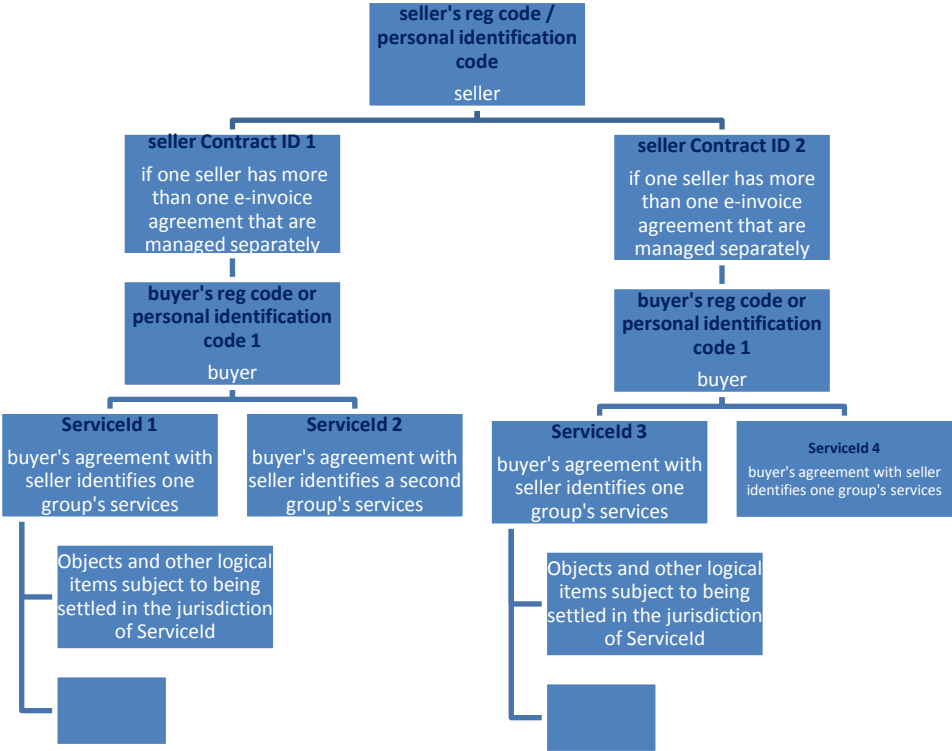 seller's reg code /
personal identification
code
seller
seller Contract ID 1
if one seller has more
than one e-invoice
agreement that are
managed separately
seller Contract ID 2
if one seller has more
than one e-invoice
agreement that are
managed separately
buyer's reg code or
personal identification
code 1
buyer
buyer's reg code or
personal identification
code 1
buyer
ServiceId 1
buyer's agreement with
seller identifies one
group's services
ServiceId 2
buyer's agreement with
seller identifies a second
group's services
ServiceId 3
buyer's agreement with
seller identifies one
group's services
ServiceId 4
buyer's agreement with seller
identifies one group's services
Objects and other logical
items subject to being
settled in the jurisdiction
of ServiceId
Objects and other logical
items subject to being
settled in the jurisdiction
of ServiceId